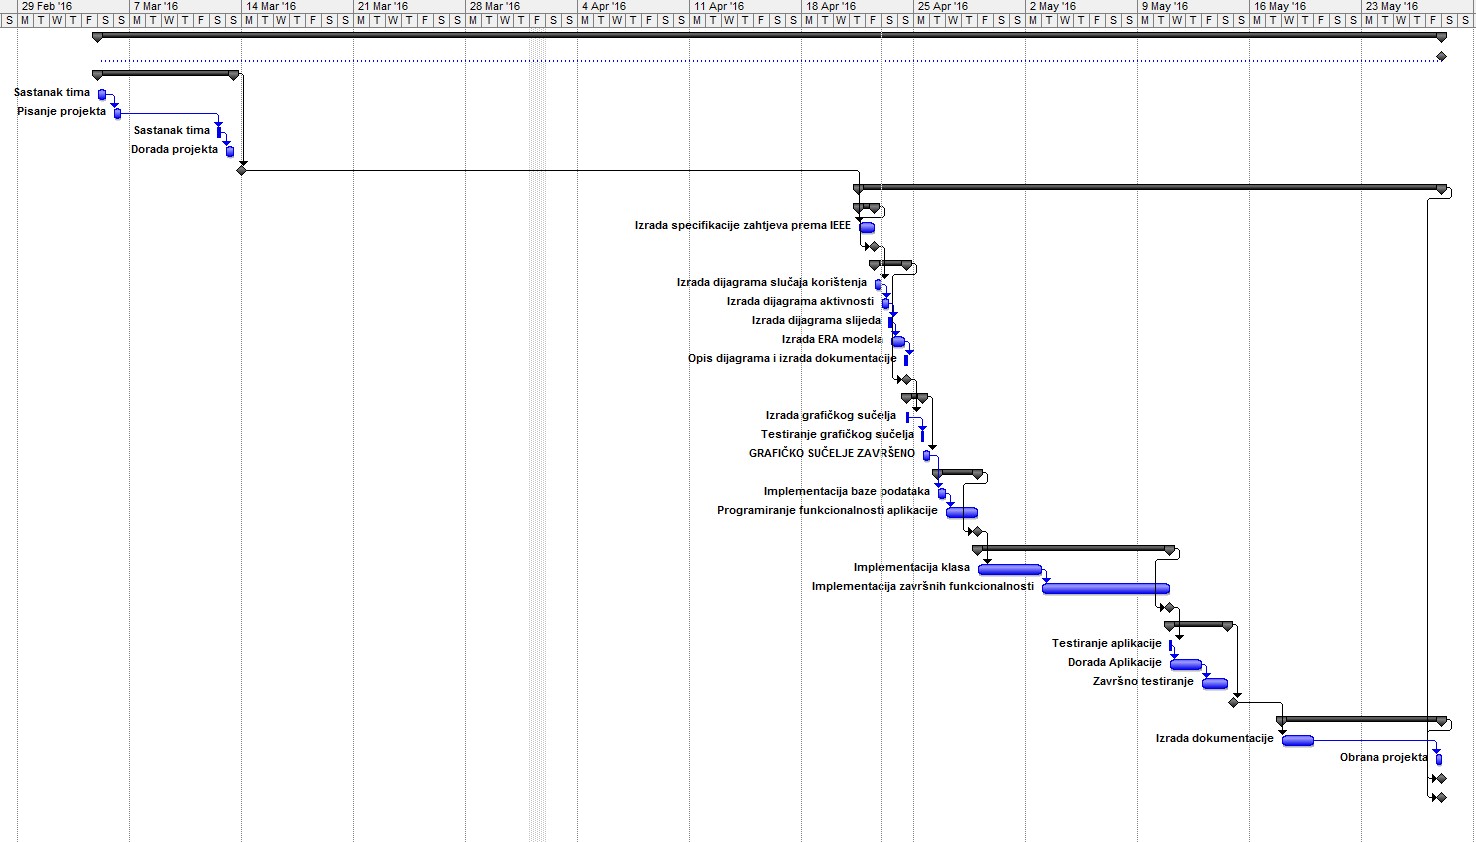 29 Feb '16 7 Mar '16 14 Mar '16 21 Mar '16 28 Mar '16 4 Apr '16 11 Apr '16 18 Apr '16 25 Apr '16 2 May '16 9 May '16 16 May '16 23 May '16
S M T W T F S S M T W T F S S M T W T F S S M T W T F S S M T W T F S S M T W T F S S M T W T F S S M T W T F S S M T W T F S S M T W T F S S M T W T F S S M T W T F S S M T W T F S S
Sastanak tima
Pisanje projekta
Sastanak tima
Dorada projekta
Izrada specifikacije zahtjeva prema IEEE
Izrada dijagrama slučaja korištenja
Izrada dijagrama aktivnosti
Izrada dijagrama slijeda
Izrada ERA modela
Opis dijagrama i izrada dokumentacije
Izrada grafičkog sučelja
Testiranje grafičkog sučelja
GRAFIČKO SUČELJE ZAVRŠENO
Implementacija baze podataka
Programiranje funkcionalnosti aplikacije
Implementacija klasa
Implementacija završnih funkcionalnosti
Testiranje aplikacije
Dorada Aplikacije
Završno testiranje
Izrada dokumentacije
Obrana projekta